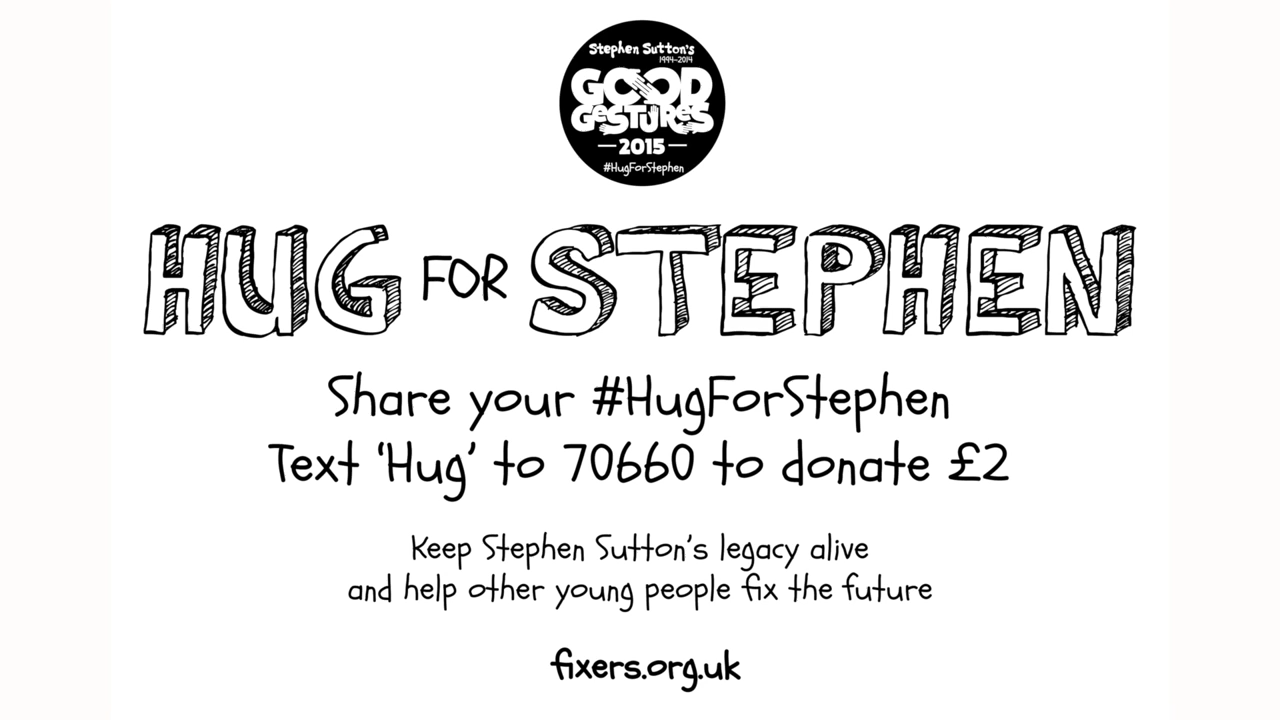 Stephen Sutton's
1994-2014
GOOD
GeSTUReS
—2015—
#HugForStephen
HUG FOR STEPHEN
Share your #HugForStephen
Text ‘Hug’ to 70660 to donate £2
Keep Stephen Sutton's legacy alive
and help other young people fix the future
fixers.org.uk